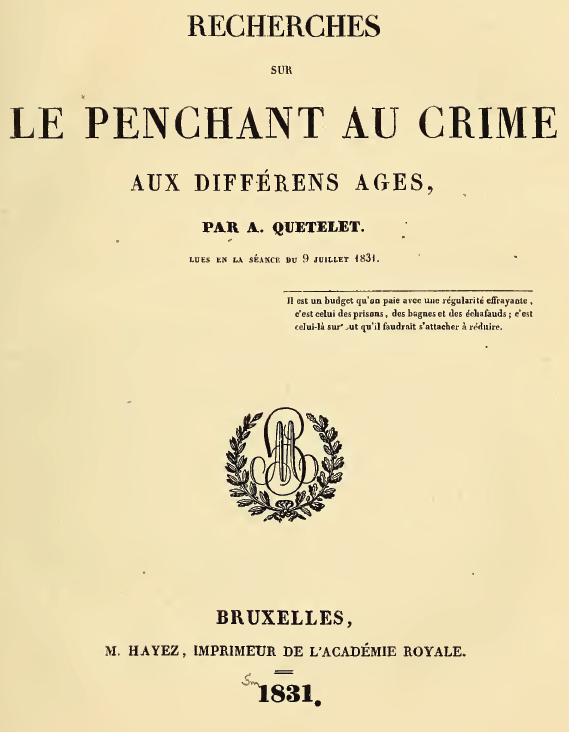 RECHERCHES
SUR
LE PENCHANT AU CRIME
AUX DIFFÉRENS AGES,
PAR A. QUETELET.
LUES EN LA SÉANCE DU 9 JUILLET 1831.
Il est un budget qu'on paie avec une régularité effrayante,
c'est celui des prisons, des bagnes et des échafauds; c'est
celui-là qu'il faudrait s'attacher à réduire.
BRUXELLES,
M. HAYEZ, IMPRIMEUR DE L'ACADÉMIE ROYALE.
1831.